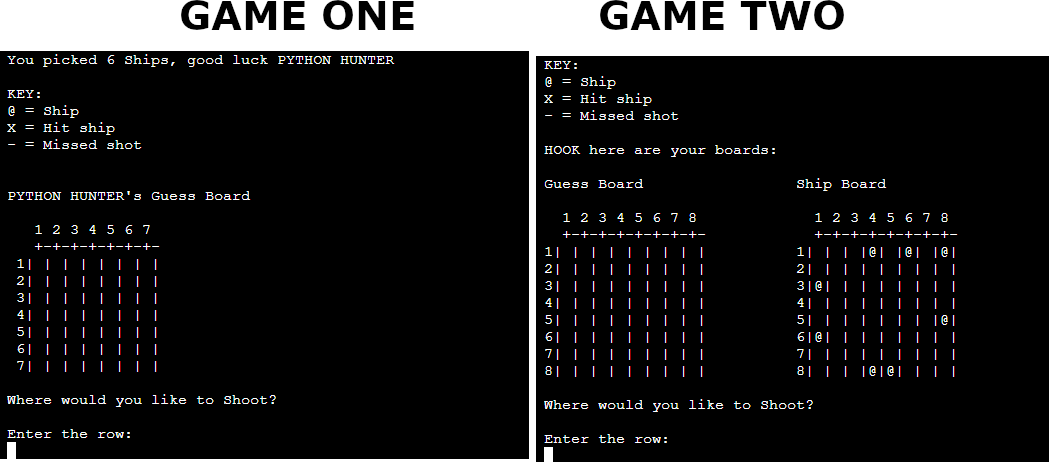 GAME ONE
You picked 6 Ships, good luck PYTHON HUNTER
KEY:
@ = Ship
X = Hit ship
- = Missed shot
PYTHON HUNTER's Guess Board
1 2 3 4 5 6 7
+-+-+-+-+-+-+-
1| | | | | | | |
2| | | | | | | |
3| | | | | | | |
4| | | | | | | |
5| | | | | | | |
6| | | | | | | |
7| | | | | | | |
Where would you like to Shoot?
Enter the row:
GAME TWO
KEY:
@ = Ship
X = Hit ship
- = Missed shot
HOOK here are your boards:
Guess Board Ship Board
1 2 3 4 5 6 7 8 1 2 3 4 5 6 7 8
+-+-+-+-+-+-+-+- +-+-+-+-+-+-+-+-
1| | | | | | | | | 1| | | |@| |@| |@|
2| | | | | | | | | 2| | | | | | | | |
3| | | | | | | | | 3|@| | | | | | | |
4| | | | | | | | | 4| | | | | | | | |
5| | | | | | | | | 5| | | | | | | |@|
6| | | | | | | | | 6|@| | | | | | | |
7| | | | | | | | | 7| | | | | | | | |
8| | | | | | | | | 8| | | |@|@| | | |
Where would you like to Shoot?
Enter the row: